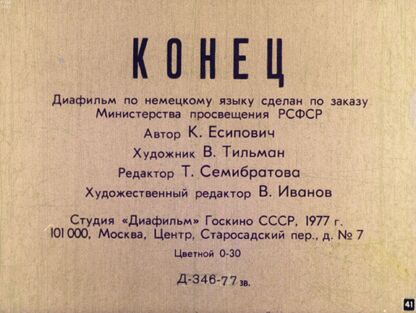 КОНЕЦ
Диафильм по немецкому языку сделан по заказу
Министерства просвещения РСФСР
Автор К. Есипович
Художник В. Тильман
Редактор Т. Семибратова
Художественный редактор В. Иванов
Студия «Диафильм» Госкино СССР, 1977 г.
101 000, Москва, Центр, Старосадский пер., д. № 7
Цветной 0-30
Д-346-77 зв.
41